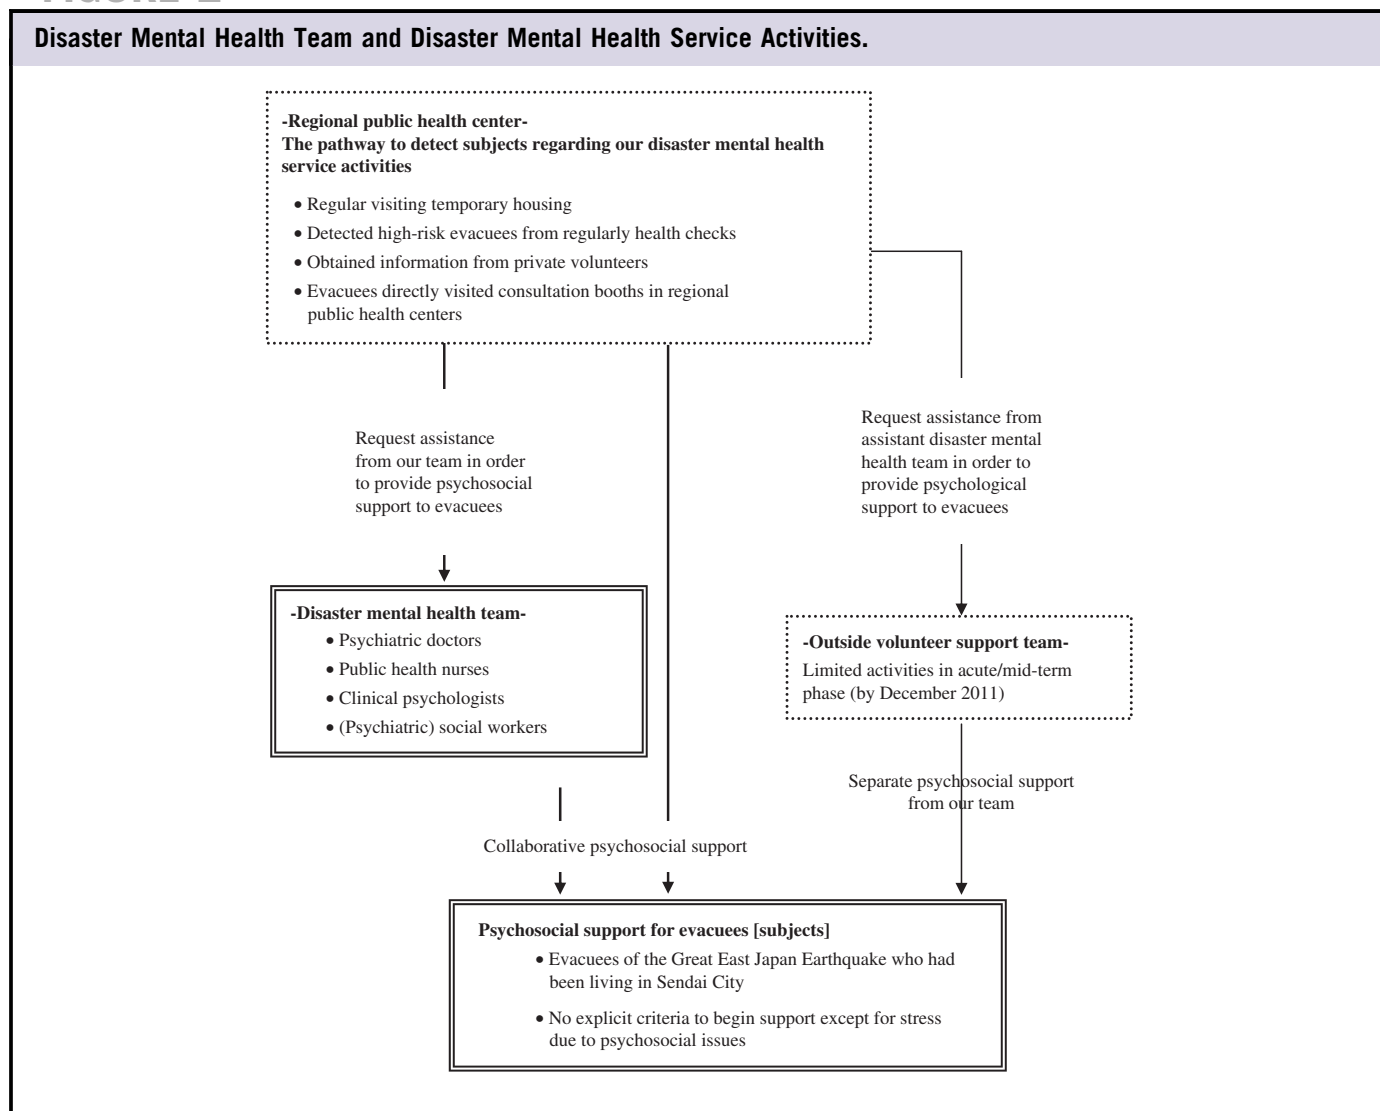 Disaster Mental Health Team and Disaster Mental Health Service Activities.
-Regional public health center-
The pathway to detect subjects regarding our disaster mental health
service activities
• Regular visiting temporary housing
• Detected high-risk evacuees from regularly health checks
• Obtained information from private volunteers
• Evacuees directly visited consultation booths in regional
public health centers
Request assistance
from our team in order
to provide psychosocial
support to evacuees
Request assistance from
assistant disaster mental
health team in order to
provide psychological
support to evacuees
-Disaster mental health team-
• Psychiatric doctors
• Public health nurses
• Clinical psychologists
• (Psychiatric) social workers
-Outside volunteer support team-
Limited activities in acute/mid-term
phase (by December 2011)
Separate psychosocial support
from our team
Collaborative psychosocial support
Psychosocial support for evacuees [subjects]
• Evacuees of the Great East Japan Earthquake who had
been living in Sendai City
• No explicit criteria to begin support except for stress
due to psychosocial issues